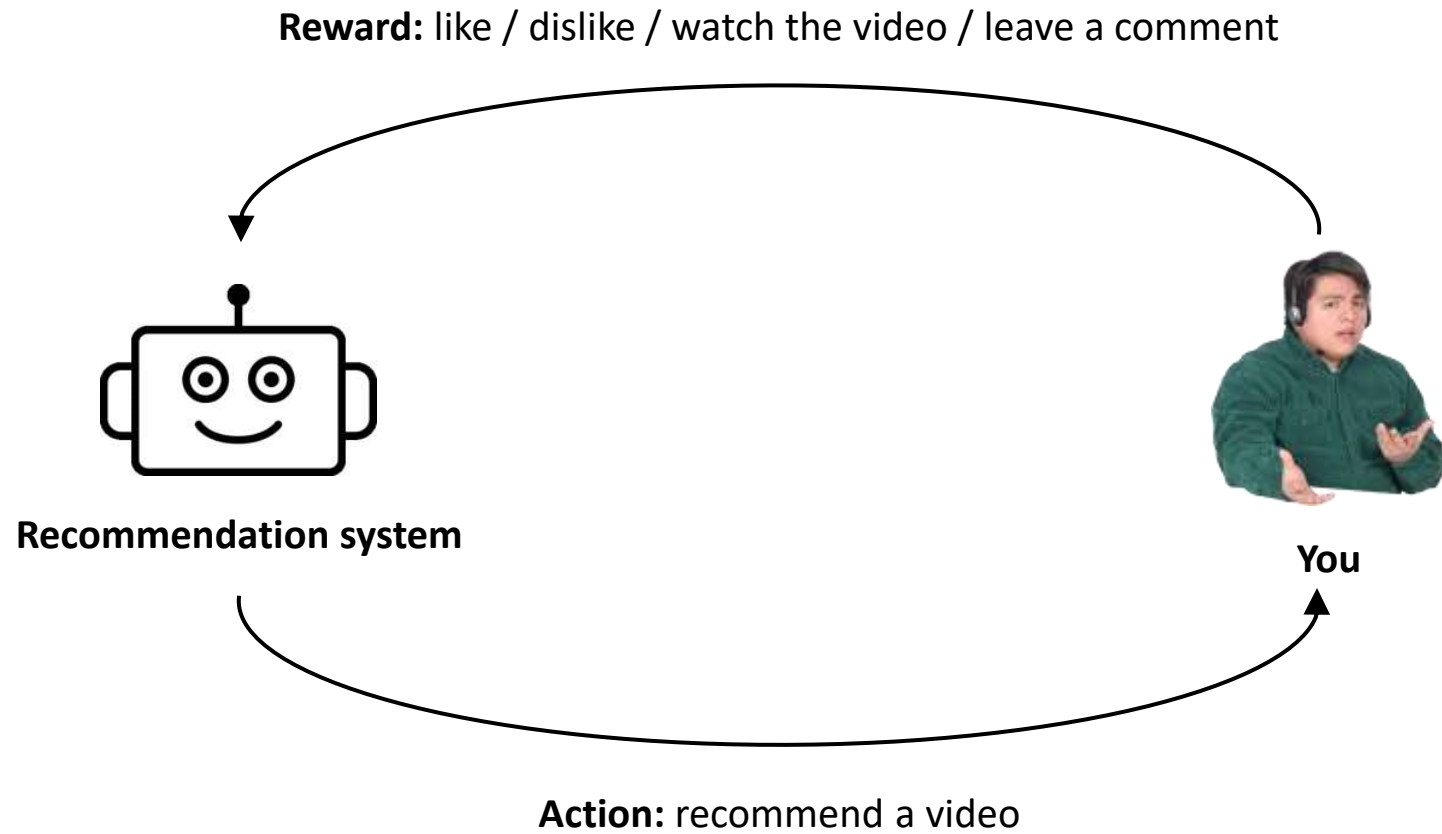 Reward: like / dislike / watch the video / leave a comment
Recommendation system
You
Action: recommend a video